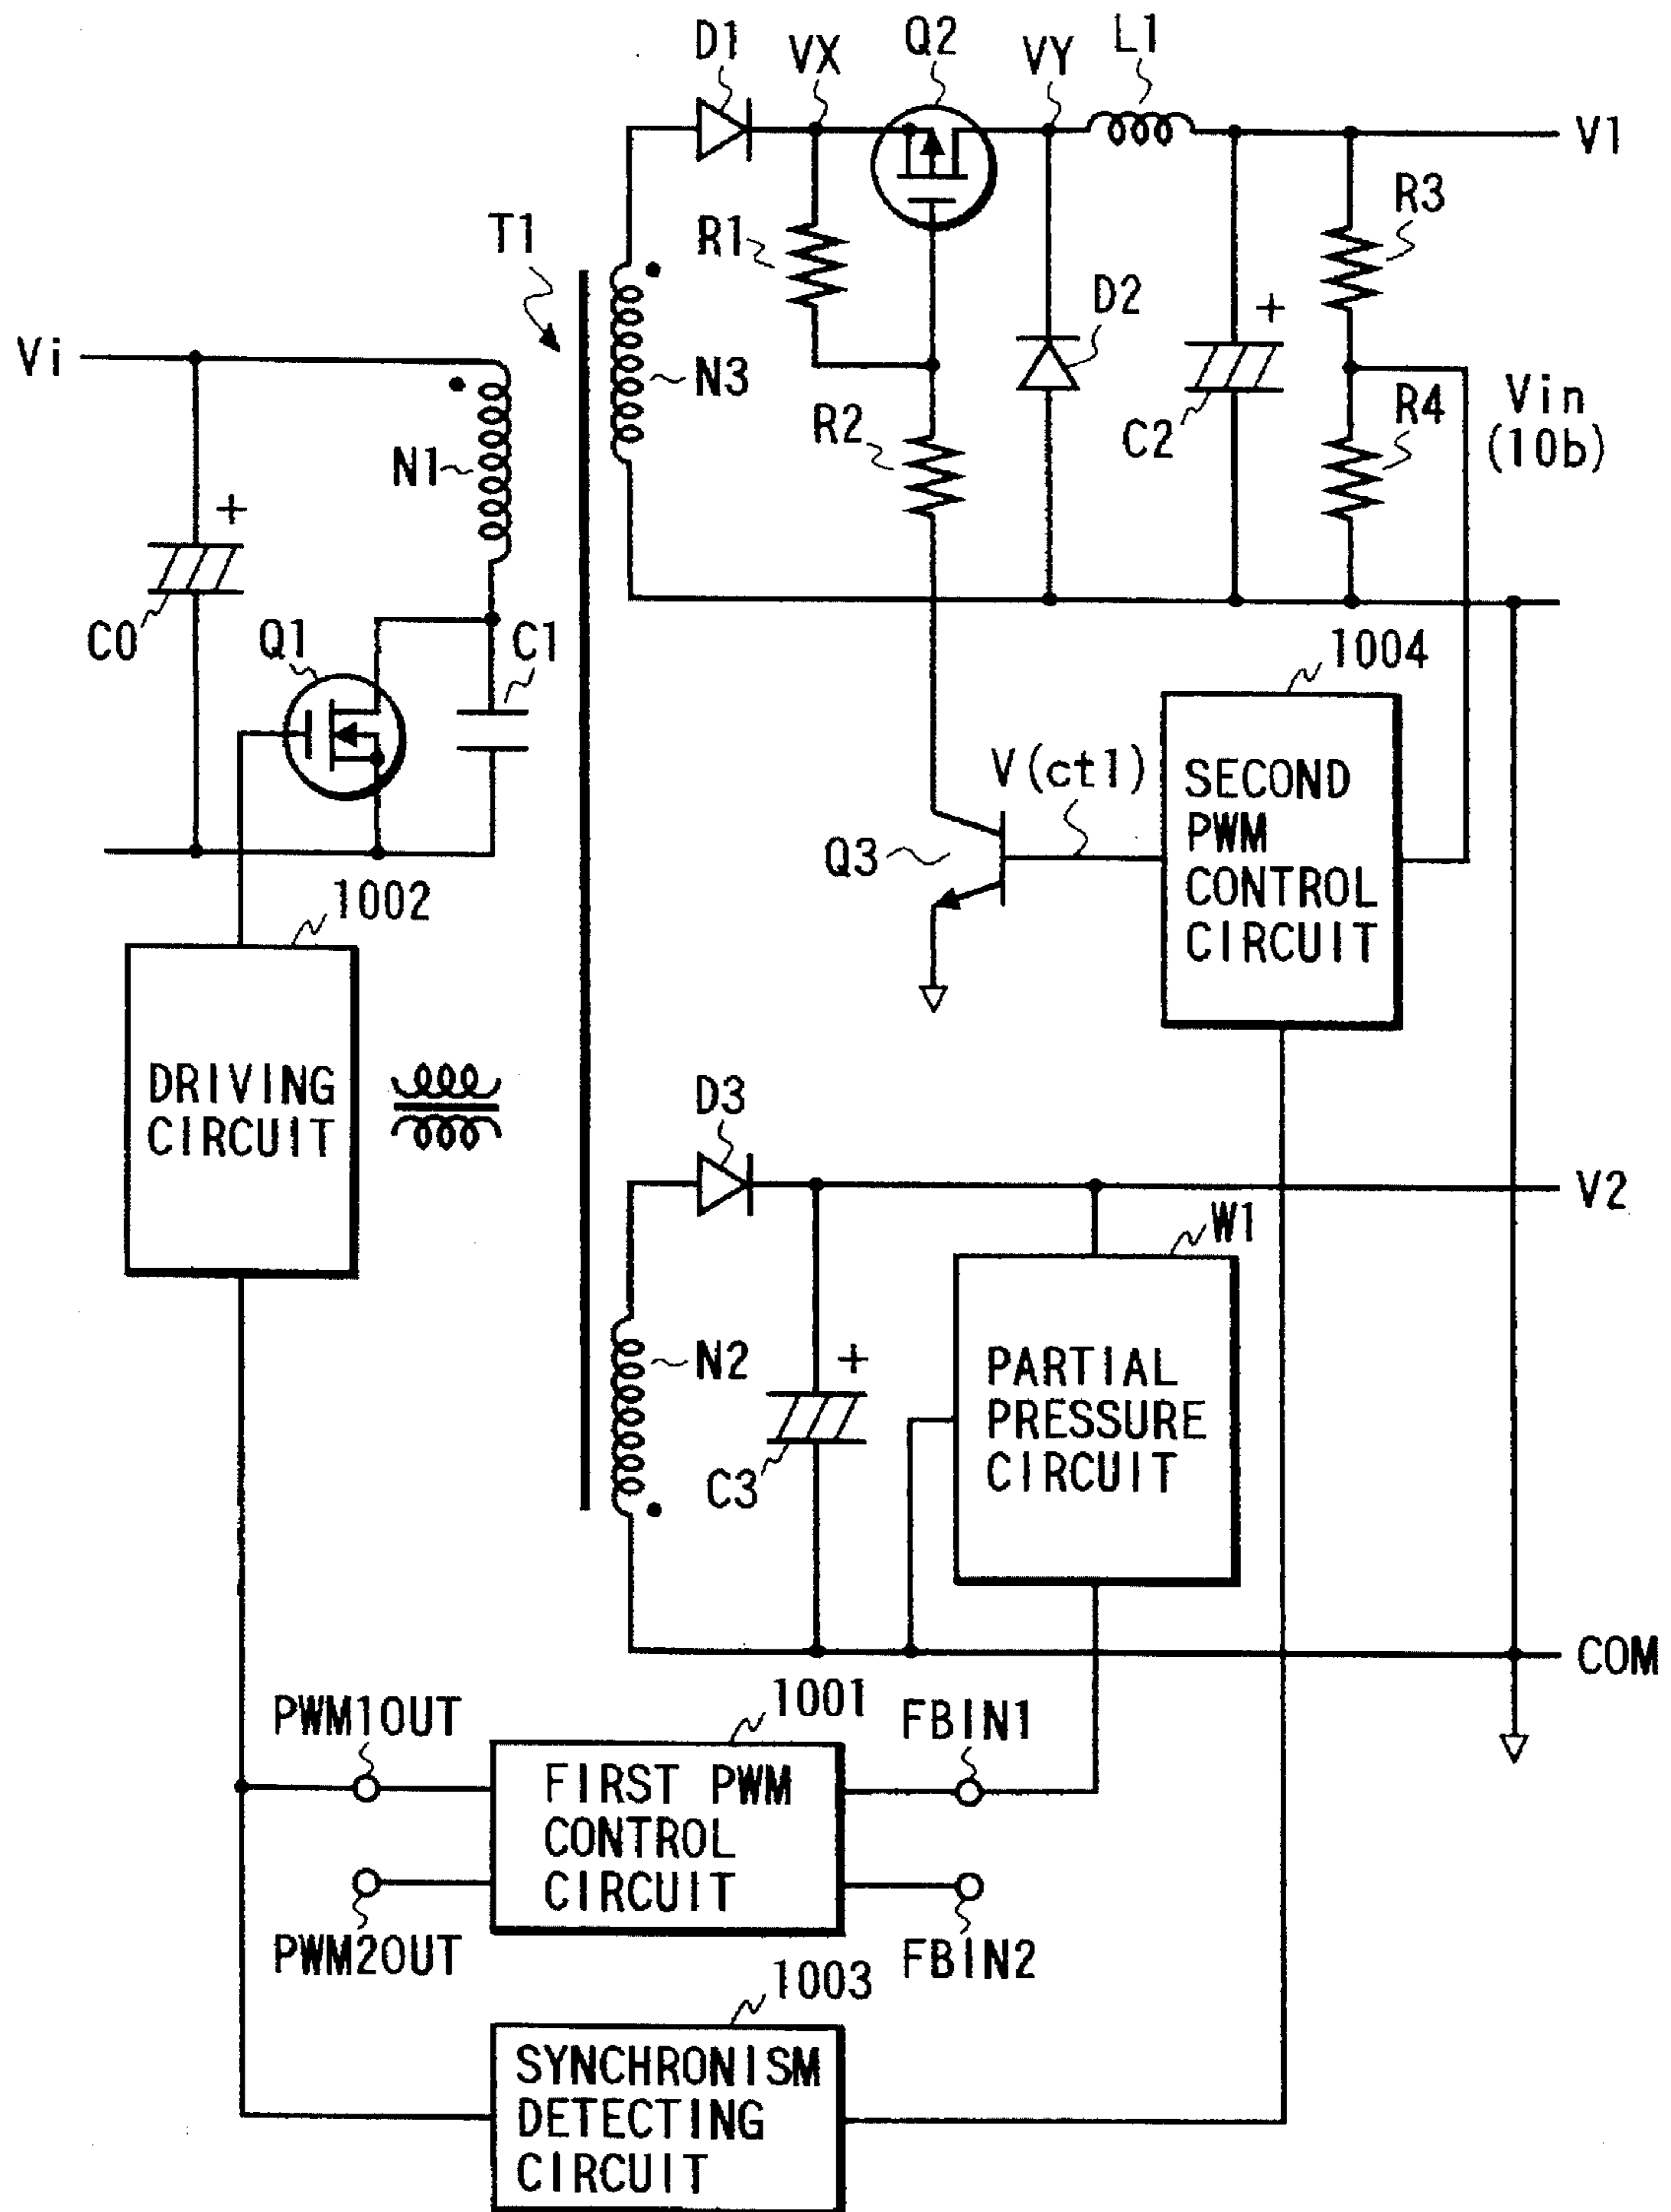 D1
VX
Q2
VY
L1
V1
T1
R1
R3
D2
+
Vi
N3
R2
C2
R4
Vin
(10b)
N1
+
C0
Q1
C1
1004
V(ct1)
SECOND
PWM
CONTROL
CIRCUIT
Q3
1002
DRIVING
CIRCUIT
D3
V2
W1
N2
+
C3
PARTIAL
PRESSURE
CIRCUIT
COM
PWM1OUT
1001
FBIN1
FIRST PWM
CONTROL
CIRCUIT
PWM2OUT
FBIN2
1003
SYNCHRONISM
DETECTING
CIRCUIT